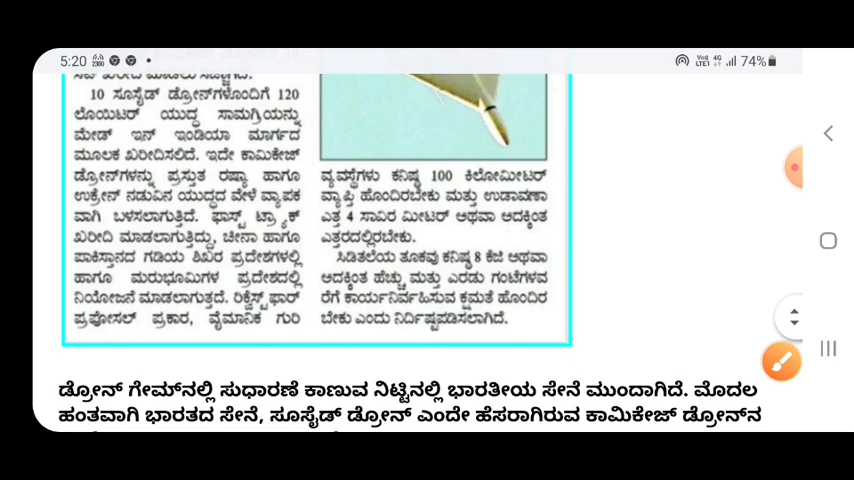 5:20
74%
ಸೇನೆ ಖರೀದಿ ಮಾಡಲು ಸಜ್ಜಾಗಿದೆ.
10 ಸೂಸೈಡ್ ಡ್ರೋನ್‌ಗಳೊಂದಿಗೆ 120
ಲೊಯಿಟರ್ ಯುದ್ಧ ಸಾಮಗ್ರಿಯನ್ನು
ಮೇಡ್ ಇನ್ ಇಂಡಿಯಾ ಮಾರ್ಗದ
ಮೂಲಕ ಖರೀದಿಸಲಿದೆ. ಇದೇ ಕಾಮಿಕೇಜ್
ಡ್ರೋನ್‌ಗಳನ್ನು ಪ್ರಸ್ತುತ ರಷ್ಯಾ ಹಾಗೂ
ಉಕ್ರೇನ್ ನಡುವಿನ ಯುದ್ಧದ ವೇಳೆ ವ್ಯಾಪಕ
ವಾಗಿ ಬಳಸಲಾಗುತ್ತಿದೆ. ಫಾಸ್ಟ್ ಟ್ರ್ಯಾಕ್
ಖರೀದಿ ಮಾಡಲಾಗುತ್ತಿದ್ದು, ಚೀನಾ ಹಾಗೂ
ಪಾಕಿಸ್ತಾನದ ಗಡಿಯ ಶಿಖರ ಪ್ರದೇಶಗಳಲ್ಲಿ
ಹಾಗೂ ಮರುಭೂಮಿಗಳ ಪ್ರದೇಶದಲ್ಲಿ
ನಿಯೋಜನೆ ಮಾಡಲಾಗುತ್ತದೆ. ರಿಕ್ವೆಸ್ಟ್ ಫಾರ್
ಪ್ರಪೋಸಲ್ ಪ್ರಕಾರ, ವೈಮಾನಿಕ ಗುರಿ
ವ್ಯವಸ್ಥೆಗಳು ಕನಿಷ್ಠ 100 ಕಿಲೋಮೀಟರ್
ವ್ಯಾಪ್ತಿ ಹೊಂದಿರಬೇಕು ಮತ್ತು ಉಡಾವಣಾ
ಎತ್ತ 4 ಸಾವಿರ ಮೀಟರ್ ಅಥವಾ ಅದಕ್ಕಿಂತ
ಎತ್ತರದಲ್ಲಿರಬೇಕು.
ಸಿಡಿತಲೆಯ ತೂಕವು ಕನಿಷ್ಠ 8 ಕೆಜಿ ಅಥವಾ
ಅದಕ್ಕಿಂತ ಹೆಚ್ಚು ಮತ್ತು ಎರಡು ಗಂಟೆಗಳವ
ರೆಗೆ ಕಾರ್ಯನಿರ್ವಹಿಸುವ ಕ್ಷಮತೆ ಹೊಂದಿರ
ಬೇಕು ಎಂದು ನಿರ್ದಿಷ್ಟಪಡಿಸಲಾಗಿದೆ.
ಡ್ರೋನ್ ಗೇಮ್‌ನಲ್ಲಿ ಸುಧಾರಣೆ ಕಾಣುವ ನಿಟ್ಟಿನಲ್ಲಿ ಭಾರತೀಯ ಸೇನೆ ಮುಂದಾಗಿದೆ. ಮೊದಲ
ಹಂತವಾಗಿ ಭಾರತದ ಸೇನೆ, ಸೂಸೈಡ್ ಡ್ರೋನ್ ಎಂದೇ ಹೆಸರಾಗಿರುವ ಕಾಮಿಕೇಜ್ ಡ್ರೋನ್‌ನ